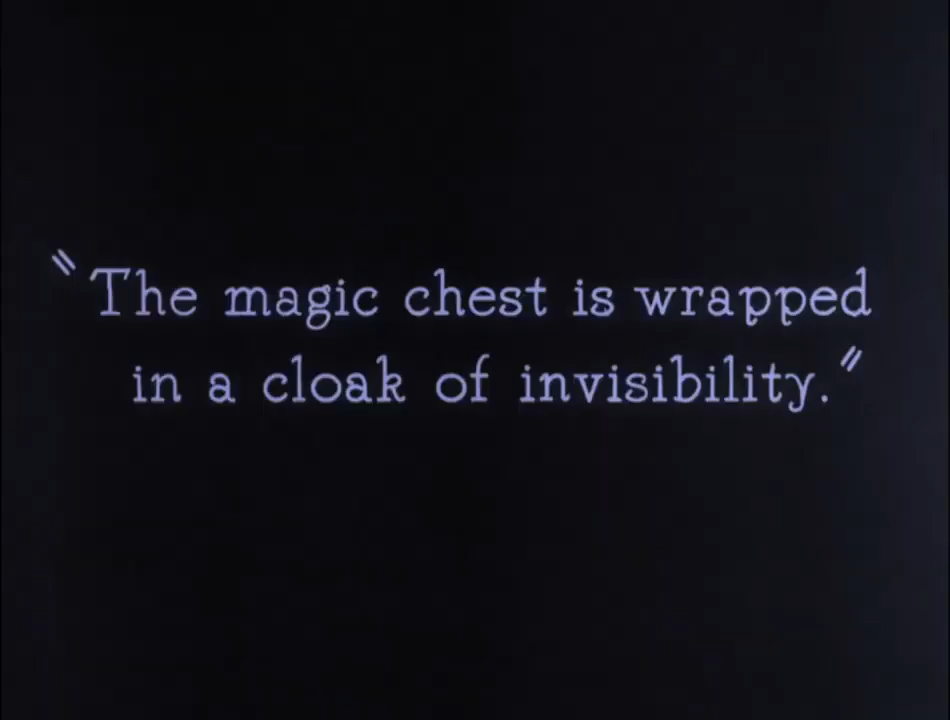 "The magic chest is wrapped
in a cloak of invisibility."